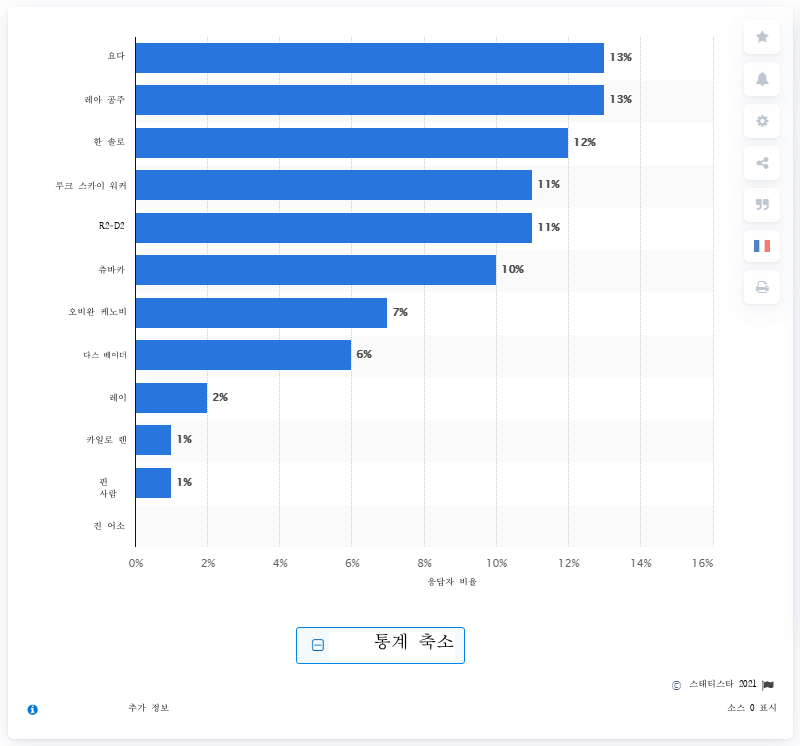 요다
13%
레아 공주
13%
한 솔로
12%
루크 스카이 워커
11%
R2-D2
11%
츄바카
10%
오비완 케노비
7%
다스 베이더
6%
레이
2%
카일로 렌
1%
핀
사람
1%
진 어소
0% 2% 4% 6% 8% 10% 12% 14% 16%
응답자 비율
통계 축소
© 스태티스타 2021
추가 정보
소스 0 표시